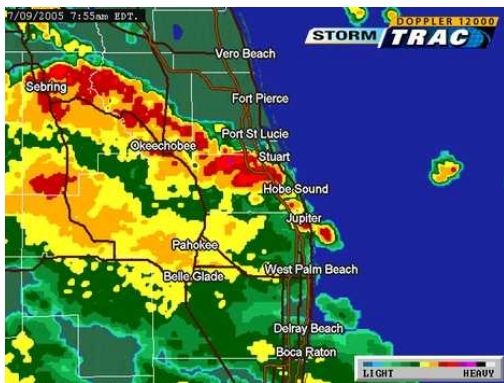 7/09/2005 7:55am EDT.
DOPPLER 12000
STORM TRAC
Vero Beach
Sebring
Fort Pierce
Port St Lucie
Okeechobee
Stuart
Hobe Sound
Jupiter
Pahokee
Belle Glade
West Palm Beach
Delray Beach
Boca Raton
LIGHT HEAVY